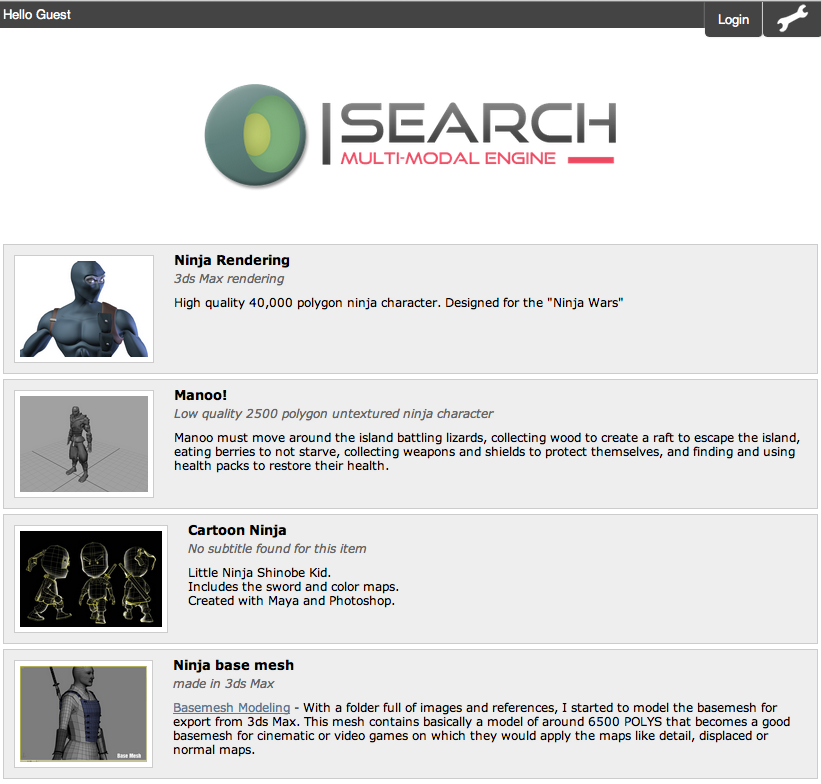 Hello Guest
Login
|SEARCH
MULTI-MODAL ENGINE
Ninja Rendering
3ds Max rendering
High quality 40,000 polygon ninja character. Designed for the "Ninja Wars"
Manoo!
Low quality 2500 polygon untextured ninja character
Manoo must move around the island battling lizards, collecting wood to create a raft to escape the island,
eating berries to not starve, collecting weapons and shields to protect themselves, and finding and using
health packs to restore their health.
Cartoon Ninja
No subtitle found for this item
Little Ninja Shinobe Kid.
Includes the sword and color maps.
Created with Maya and Photoshop.
Ninja base mesh
made in 3ds Max
Basemesh Modeling - With a folder full of images and references, I started to model the basemesh for
export from 3ds Max. This mesh contains basically a model of around 6500 POLYS that becomes a good
basemesh for cinematic or video games on which they would apply the maps like detail, displaced or
normal maps.
Base Mesh